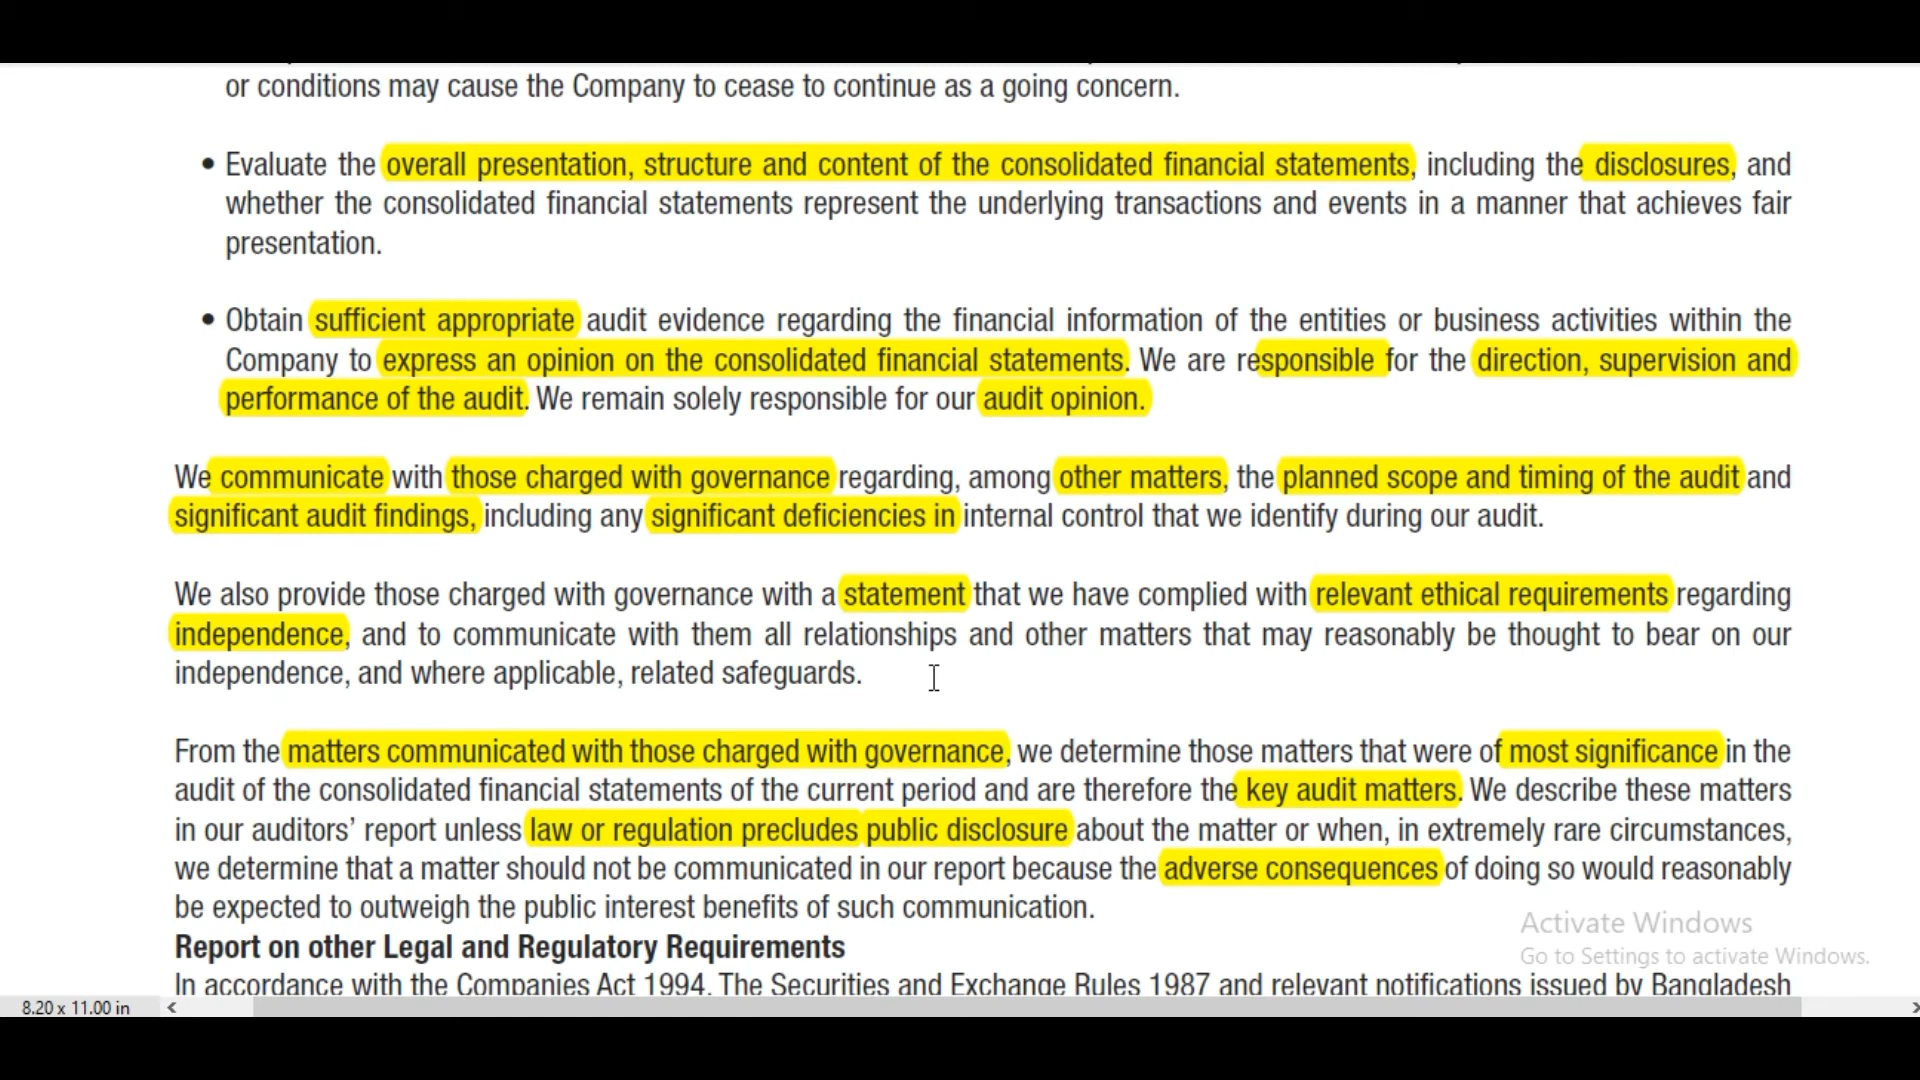 or conditions may cause the Company to cease to continue as a going concern.
• Evaluate the overall presentation, structure and content of the consolidated financial statements, including the disclosures, and
whether the consolidated financial statements represent the underlying transactions and events in a manner that achieves fair
presentation.
• Obtain sufficient appropriate audit evidence regarding the financial information of the entities or business activities within the
Company to express an opinion on the consolidated financial statements. We are responsible for the direction, supervision and
performance of the audit. We remain solely responsible for our audit opinion.
We communicate with those charged with governance regarding, among other matters, the planned scope and timing of the audit and
significant audit findings, including any significant deficiencies in internal control that we identify during our audit.
We also provide those charged with governance with a statement that we have complied with relevant ethical requirements regarding
independence, and to communicate with them all relationships and other matters that may reasonably be thought to bear on our
independence, and where applicable, related safeguards.
From the matters communicated with those charged with governance, we determine those matters that were of most significance in the
audit of the consolidated financial statements of the current period and are therefore the key audit matters. We describe these matters
in our auditors’ report unless law or regulation precludes public disclosure about the matter or when, in extremely rare circumstances,
we determine that a matter should not be communicated in our report because the adverse consequences of doing so would reasonably
be expected to outweigh the public interest benefits of such communication.
Report on other Legal and Regulatory Requirements
In accordance with the Companies Act 1994, The Securities and Exchange Rules 1987 and relevant notifications issued by Bangladesh
Activate Windows
Go to Settings to activate Windows.
8.20 x 11.00 in